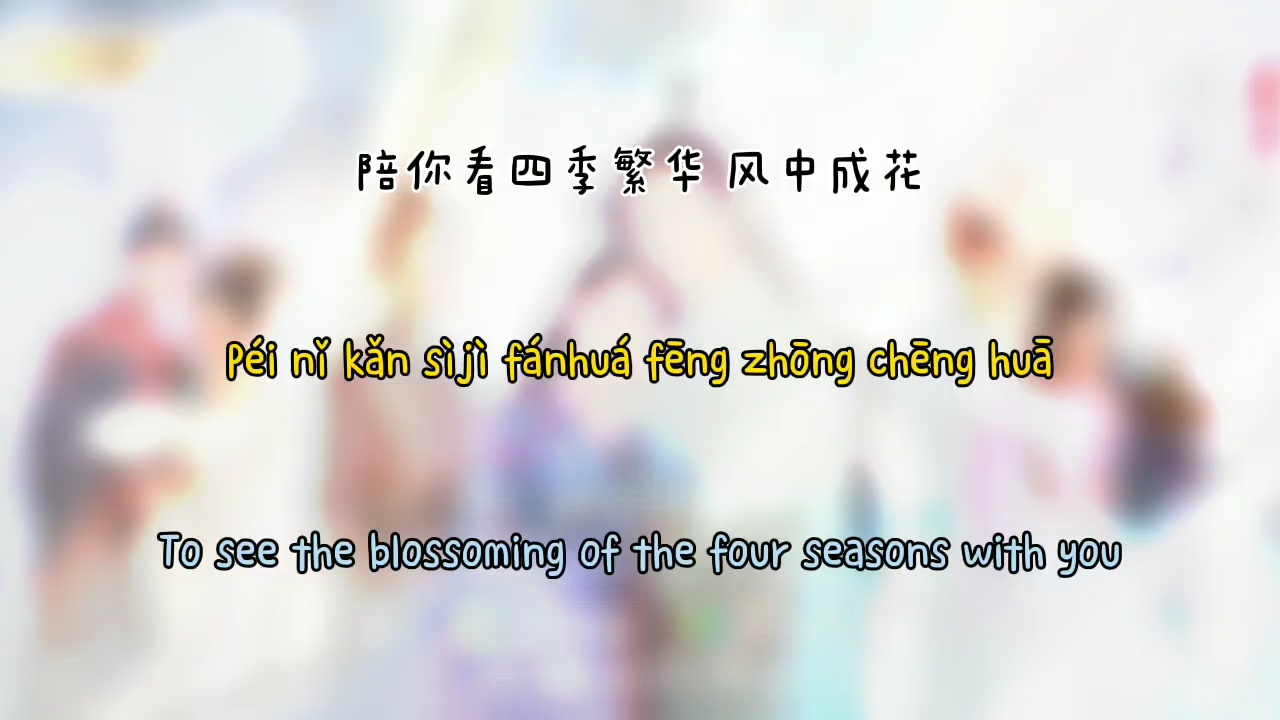 陪你看四季繁华 风中成花
Péi nǐ kǎn sìjì fánhuá fēng zhōng chēng huā
To see the blossoming of the four seasons with you